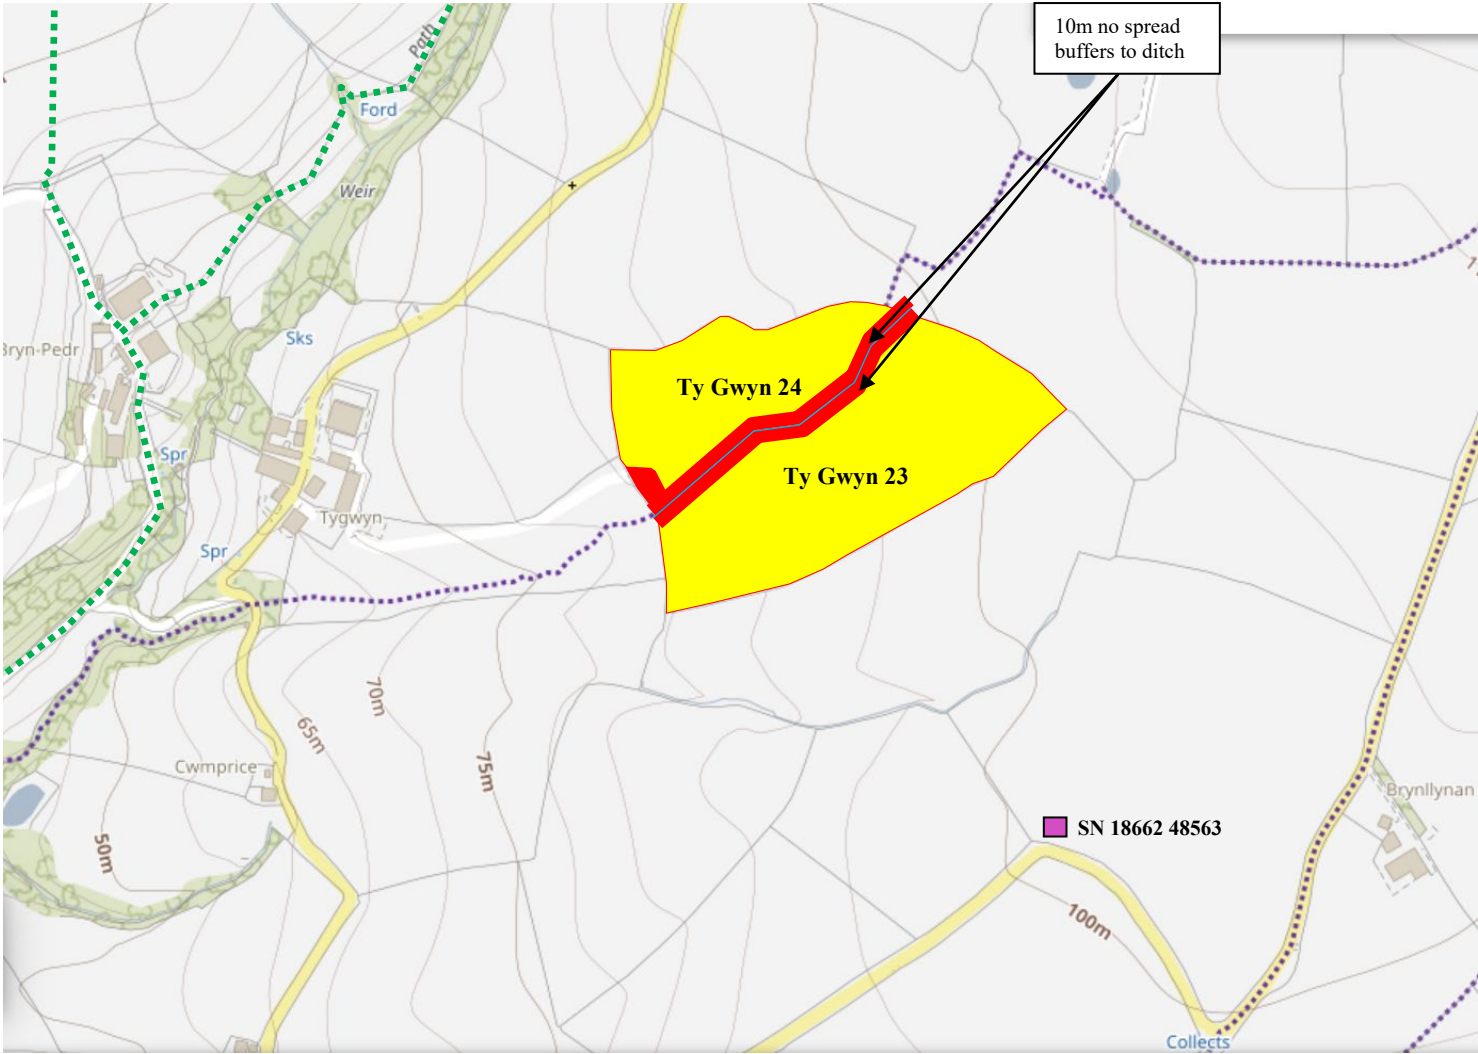 10m no spread
buffers to ditch
Path
Ford
Weir
Sks
Bryn-Pedr
Ty Gwyn 24
Spr
Ty Gwyn 23
Tygwyn
Spr
70m
65m
75m
Cwmprice
50m
Brynllynan
SN 18662 48563
100m
Collects